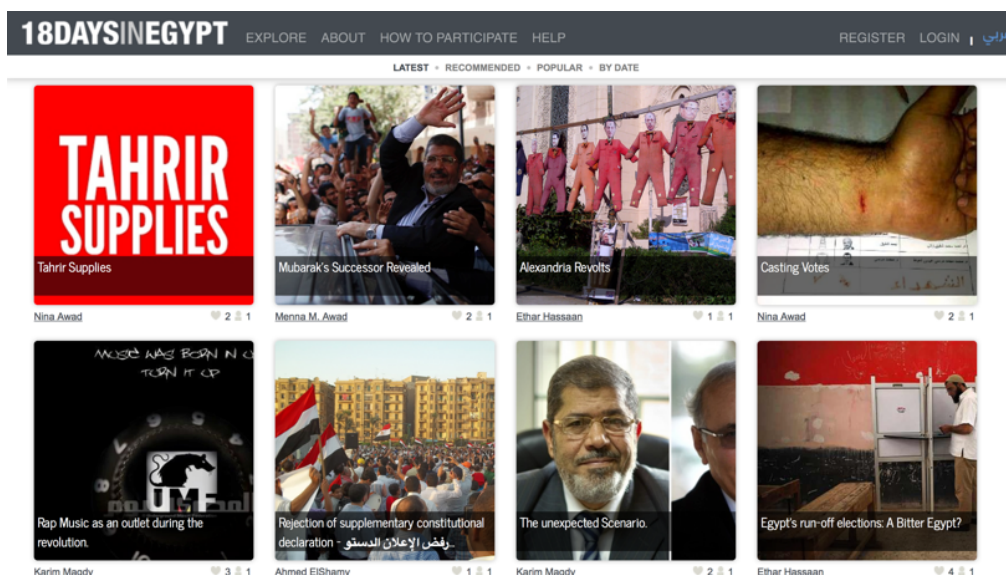 18DAYSINEGYPT EXPLORE ABOUT HOW TO PARTICIPATE HELP REGISTER LOGIN عربي
LATEST • RECOMMENDED • POPULAR • BY DATE
TAHRIR
SUPPLIES
Tahrir Supplies
Mubarak's Successor Revealed
Alexandria Revolts
Casting Votes
Nina Awad 2 1
Menna M. Awad 2 1
Ethar Hassaan 1 1
Nina Awad 2 1
MUSIC WAS BORN IN
TURN IT UP
UMF
Rap Music as an outlet during the
revolution.
Rejection of supplementary constitutional
declaration - رفض الإعلان الدستو...
The unexpected Scenario.
Egypt's run-off elections: A Bitter Egypt?
Karim Magdy 3 1
Ahmed ElShamy 1 1
Karim Magdy 2 1
Ethar Hassaan 4 1